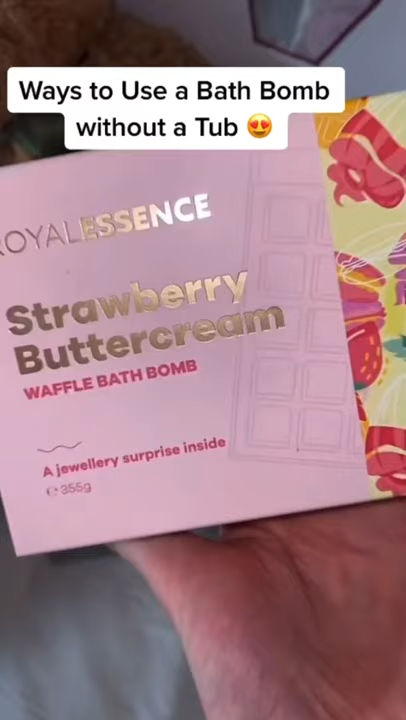 Ways to Use a Bath Bomb
without a Tub 😍
ROYALESSENCE
Strawberry
Buttercream
WAFFLE BATH BOMB
A jewellery surprise inside
℮ 355g